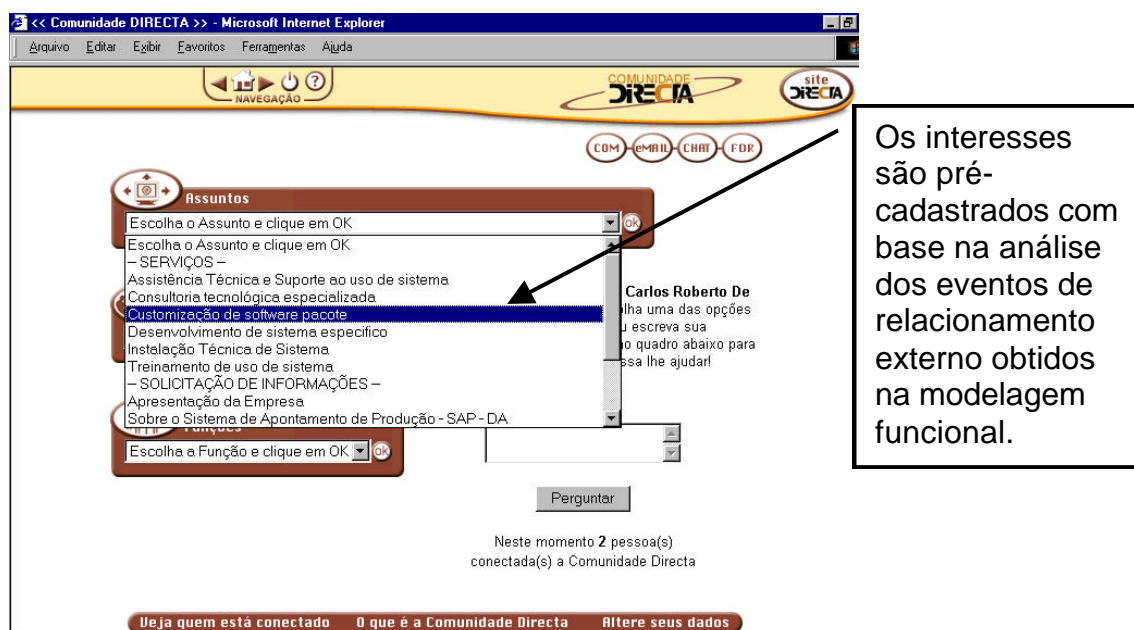 << Comunidade DIRECTA >> - Microsoft Internet Explorer
Arquivo Editar Exibir Favoritos Ferramentas Ajuda
NAVEGAÇÃO
COMUNIDADE
DIRECTA
site
DIRECTA
COM eMAIL CHAT FOR
Assuntos
Escolha o Assunto e clique em OK ok
Escolha o Assunto e clique em OK
– SERVIÇOS –
Assistência Técnica e Suporte ao uso de sistema
Consultoria tecnológica especializada
Customização de software pacote
Desenvolvimento de sistema especifico
Instalação Técnica de Sistema
Treinamento de uso de sistema
– SOLICITAÇÃO DE INFORMAÇÕES –
Apresentação da Empresa
Sobre o Sistema de Apontamento de Produção - SAP - DA
Carlos Roberto De
lha uma das opções
u escreva sua
o quadro abaixo para
ssa lhe ajudar!
Funções
Escolha a Função e clique em OK ok
Perguntar
Neste momento 2 pessoa(s)
conectada(s) a Comunidade Directa
Veja quem está conectado O que é a Comunidade Directa Altere seus dados
Os interesses
são pré-
cadastrados com
base na análise
dos eventos de
relacionamento
externo obtidos
na modelagem
funcional.